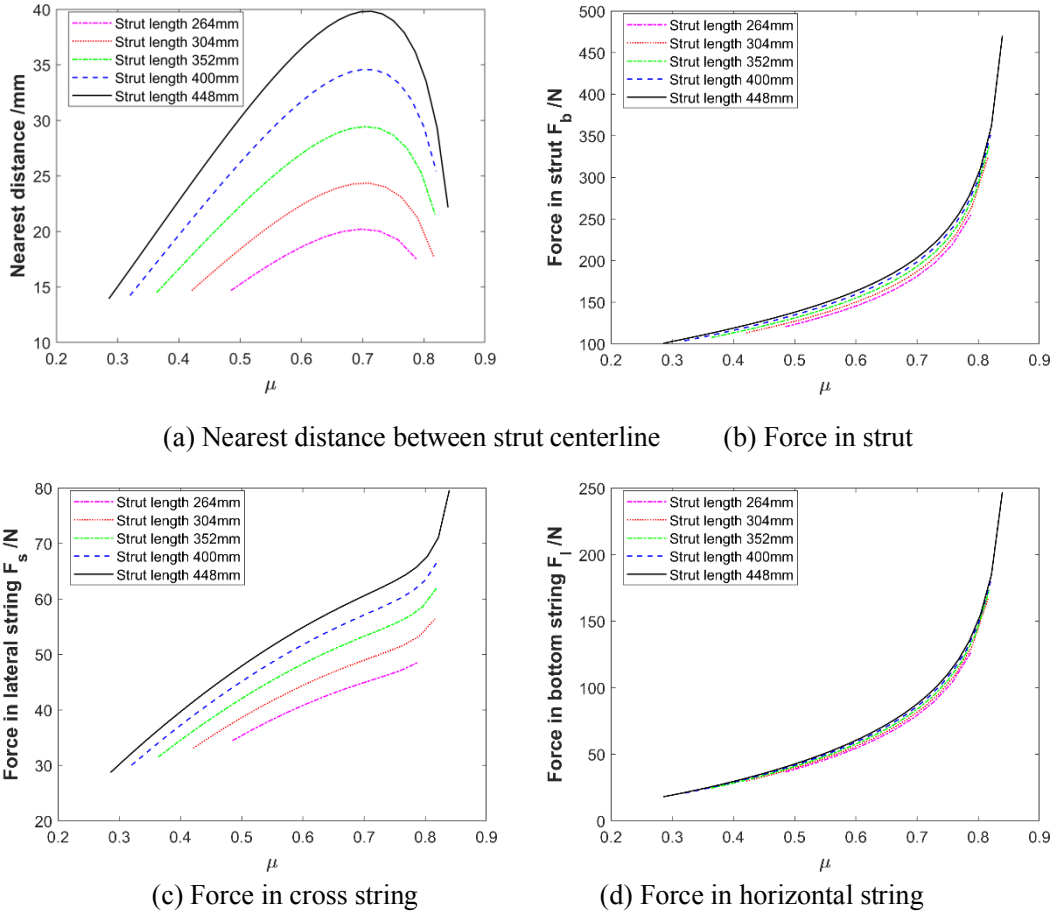 Nearest distance /mm
40
35
30
25
20
15
10
0.2 0.3 0.4 0.5 0.6 0.7 0.8 0.9
μ
Strut length 264mm
Strut length 304mm
Strut length 352mm
Strut length 400mm
Strut length 448mm
Force in strut F_b /N
500
450
400
350
300
250
200
150
100
0.2 0.3 0.4 0.5 0.6 0.7 0.8 0.9
μ
Strut length 264mm
Strut length 304mm
Strut length 352mm
Strut length 400mm
Strut length 448mm
(a) Nearest distance between strut centerline (b) Force in strut
Force in lateral string F_s /N
80
70
60
50
40
30
20
0.2 0.3 0.4 0.5 0.6 0.7 0.8 0.9
μ
Strut length 264mm
Strut length 304mm
Strut length 352mm
Strut length 400mm
Strut length 448mm
Force in bottom string F_l /N
250
200
150
100
50
0
0.2 0.3 0.4 0.5 0.6 0.7 0.8 0.9
μ
Strut length 264mm
Strut length 304mm
Strut length 352mm
Strut length 400mm
Strut length 448mm
(c) Force in cross string (d) Force in horizontal string